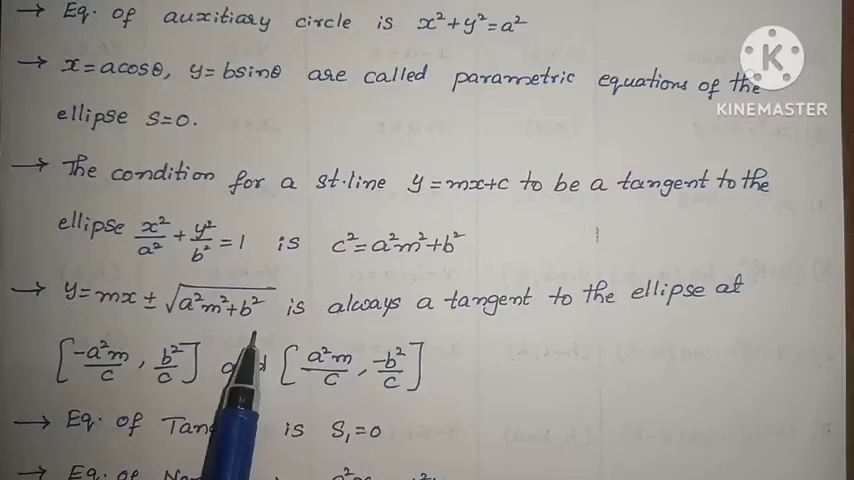 → Eq. of auxitiary circle is x²+y²=a²
→ x=acosθ, y=bsinθ are called parametric equations of the
ellipse S=0.
→ The condition for a st.line y=mx+c to be a tangent to the
ellipse x²/a² + y²/b² = 1 is c²=a²m²+b²
→ y=mx ± √(a²m²+b²) is always a tangent to the ellipse at
[-a²m/c, b²/c] [a²m/c, -b²/c]
→ Eq. of is S₁=0
→ Eq. of
K
KINEMASTER